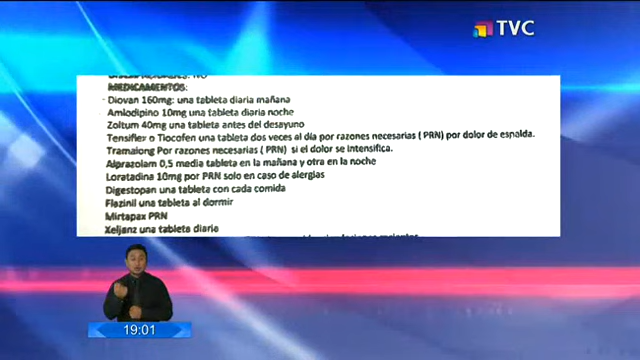 TVC
MEDICAMENTOS:
Diovan 160mg: una tableta diaria mañana
Amlodipino 10mg una tableta diaria noche
Zoltum 40mg una tableta antes del desayuno
Tensiflex o Tiocofen una tableta dos veces al día por razones necesarias ( PRN) por dolor de espalda.
Tramalong Por razones necesarias ( PRN) si el dolor se intensifica.
Alprazolam 0,5 media tableta en la mañana y otra en la noche
Loratadina 10mg por PRN solo en caso de alergias
Digestopan una tableta con cada comida
Flazinil una tableta al dormir
Mirtapax PRN
Xeljanz una tableta diaria
19:01